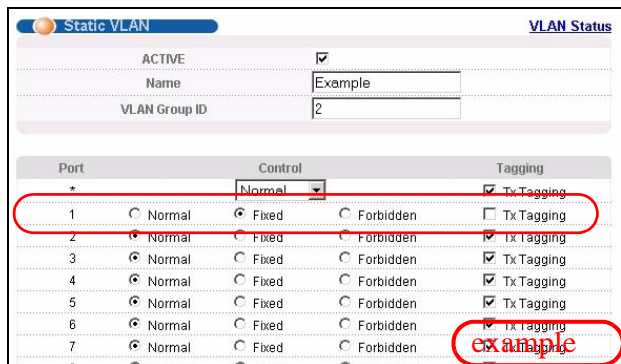 Static VLAN VLAN Status
ACTIVE
Name Example
VLAN Group ID 2
Port Control Tagging
* Normal Tx Tagging
1 Normal Fixed Forbidden Tx Tagging
2 Normal Fixed Forbidden Tx Tagging
3 Normal Fixed Forbidden Tx Tagging
4 Normal Fixed Forbidden Tx Tagging
5 Normal Fixed Forbidden Tx Tagging
6 Normal Fixed Forbidden Tx Tagging
7 Normal Fixed Forbidden Tx Tagging
example